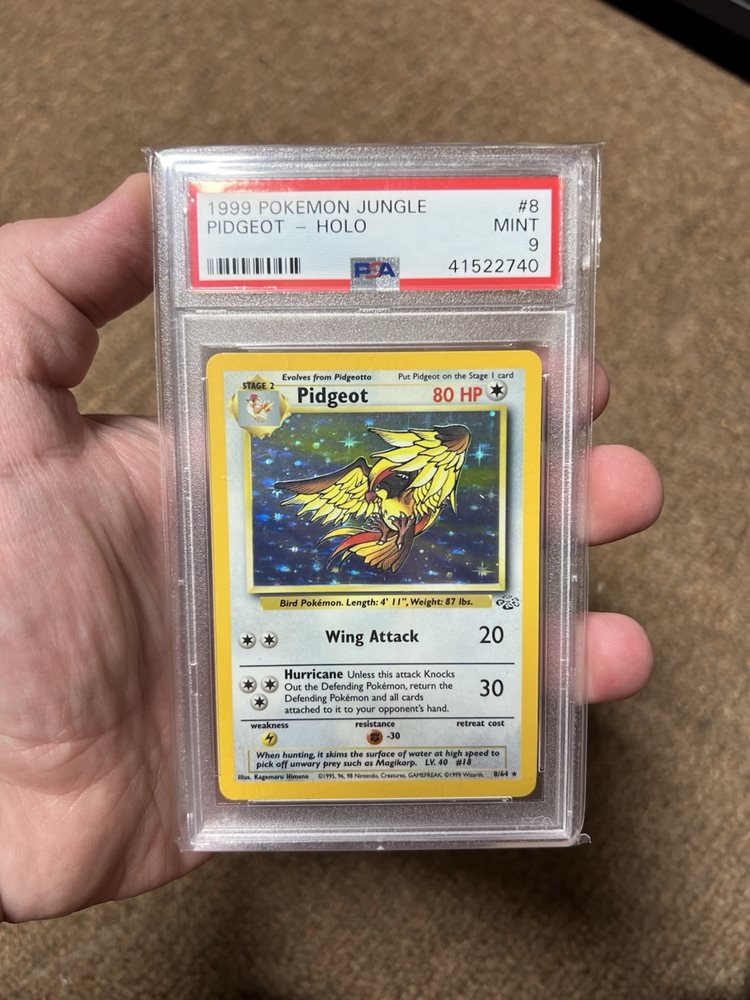 1999 POKEMON JUNGLE #8
PIDGEOT - HOLO MINT
9
PSA 41522740
Evolves from Pidgeotto Put Pidgeot on the Stage 1 card
STAGE 2
Pidgeot 80 HP
Bird Pokémon. Length: 4' 11", Weight: 87 lbs.
Wing Attack 20
Hurricane Unless this attack Knocks
Out the Defending Pokémon, return the
Defending Pokémon and all cards
attached to it to your opponent's hand.
30
weakness resistance retreat cost
-30
When hunting, it skims the surface of water at high speed to
pick off unwary prey such as Magikarp. LV. 40 #18
Illus. Kagemaru Himeno ©1995, 96, 98 Nintendo, Creatures, GAMEFREAK. ©1999 Wizards. 8/64 ★